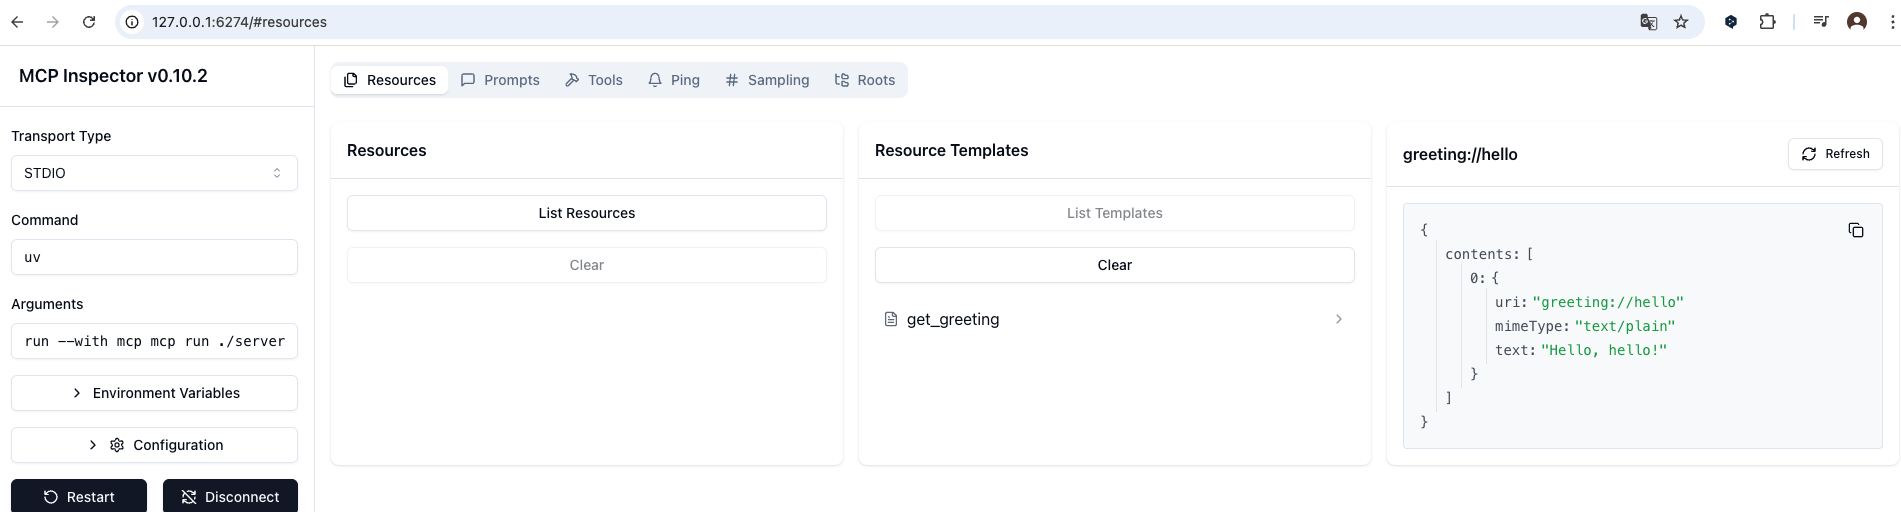 127.0.0.1:6274/#resources
MCP Inspector v0.10.2
Transport Type
STDIO
Command
uv
Arguments
run --with mcp mcp run ./server
Environment Variables
Configuration
Restart
Disconnect
Resources
Prompts
Tools
Ping
Sampling
Roots
Resources
List Resources
Clear
Resource Templates
List Templates
Clear
get_greeting
greeting://hello
Refresh
{
contents: [
0: {
uri: "greeting://hello"
mimeType: "text/plain"
text: "Hello, hello!"
}
]
}